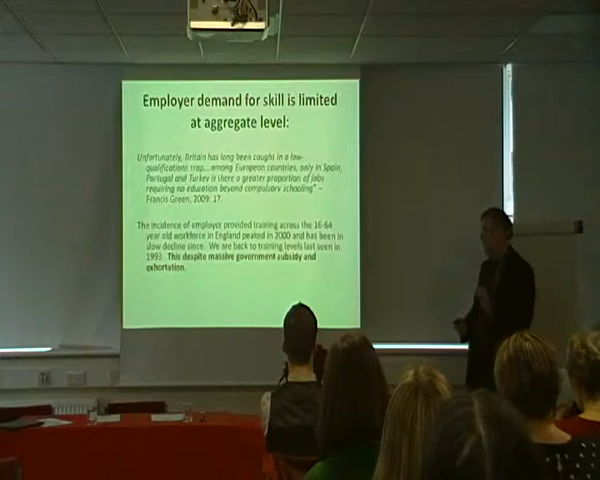 Employer demand for skill is limited
at aggregate level:
Unfortunately, Britain has long been caught in a low-
qualifications trap... among European countries, only in Spain,
Portugal and Turkey is there a greater proportion of jobs
requiring no education beyond compulsory schooling" –
Francis Green, 2009: 17.
The incidence of employer provided training across the 16-64
year old workforce in England peaked in 2000 and has been in
slow decline since. We are back to training levels last seen in
1993. This despite massive government subsidy and
exhortation.